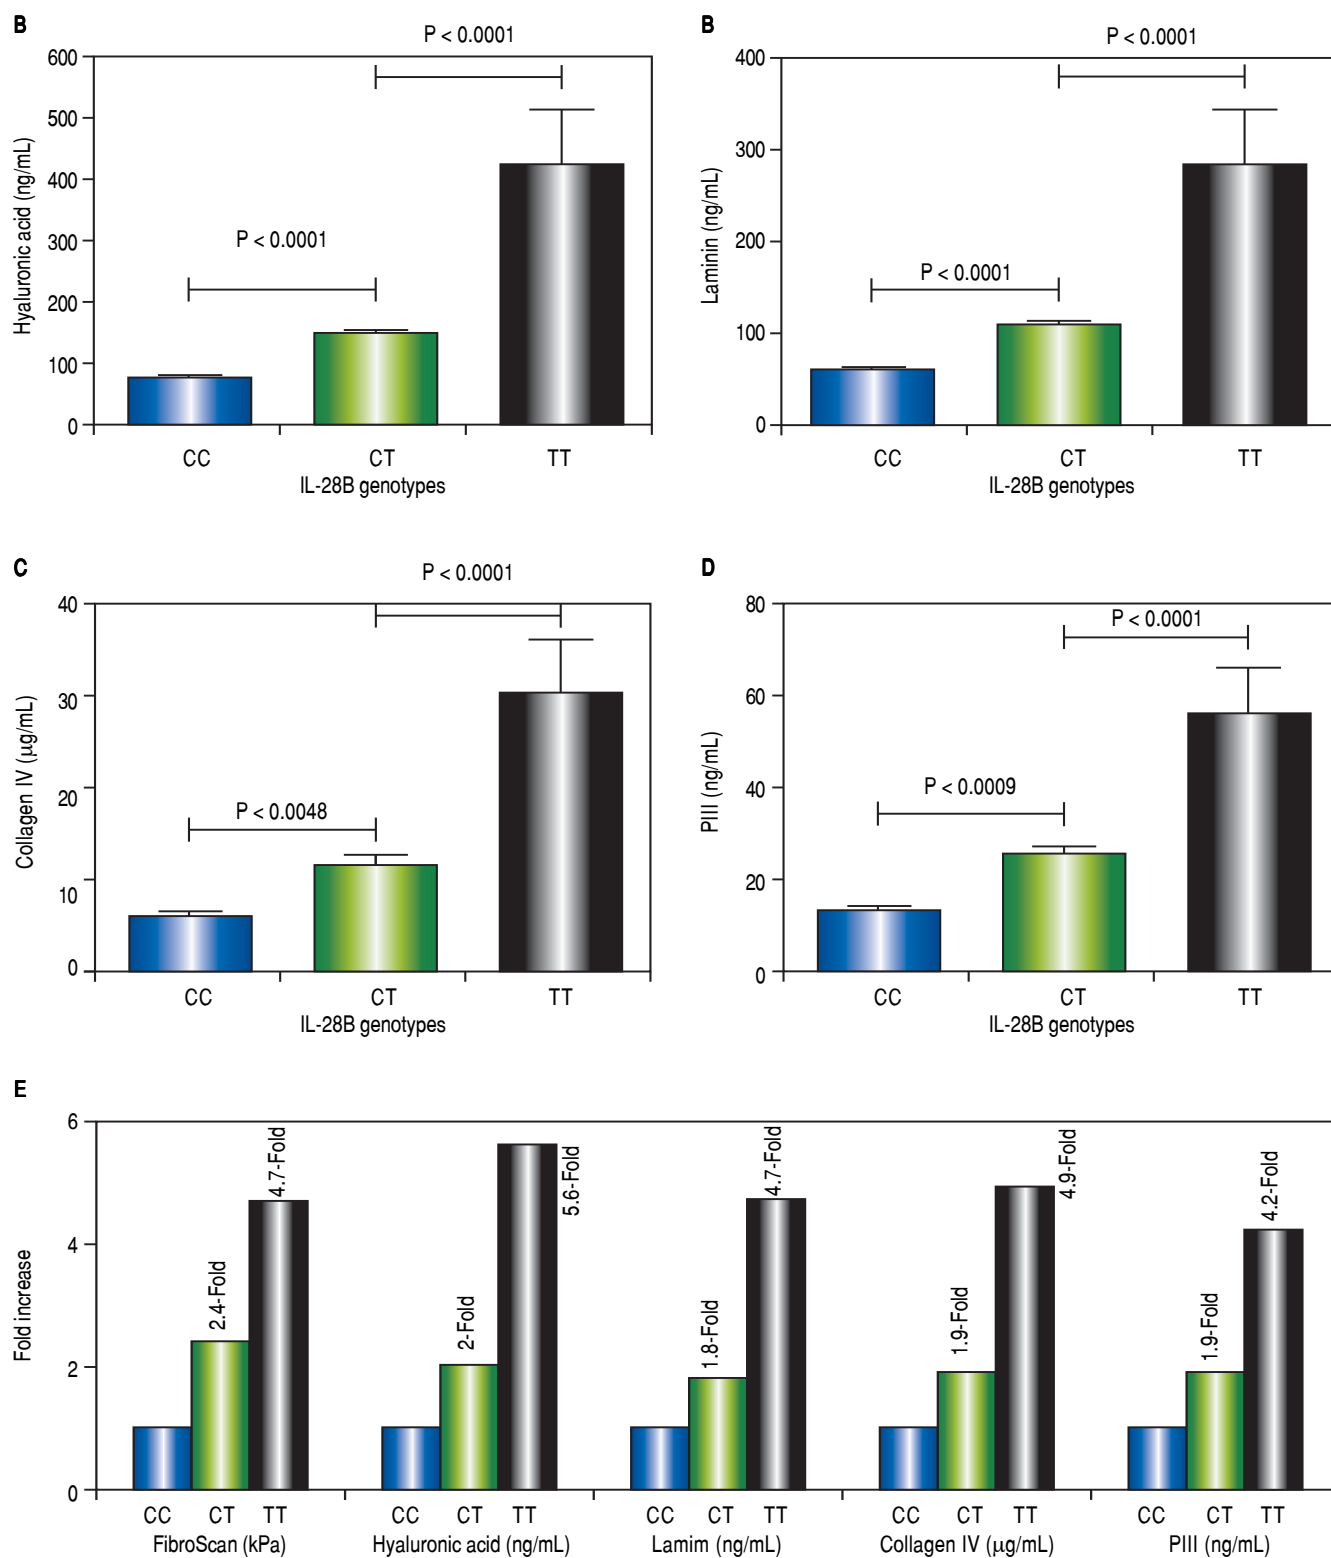 B
P < 0.0001
600
500
400
300
200
100
0
Hyaluronic acid (ng/mL)
P < 0.0001
CC CT TT
IL-28B genotypes
B
P < 0.0001
400
300
200
100
0
Laminin (ng/mL)
P < 0.0001
CC CT TT
IL-28B genotypes
C
P < 0.0001
40
30
20
10
0
Collagen IV (µg/mL)
P < 0.0048
CC CT TT
IL-28B genotypes
D
P < 0.0001
80
60
40
20
0
PIII (ng/mL)
P < 0.0009
CC CT TT
IL-28B genotypes
E
6
4
2
0
Fold increase
2.4-Fold
4.7-Fold
2-Fold
5.6-Fold
1.8-Fold
4.7-Fold
1.9-Fold
4.9-Fold
1.9-Fold
4.2-Fold
CC CT TT CC CT TT CC CT TT CC CT TT CC CT TT
FibroScan (kPa) Hyaluronic acid (ng/mL) Lamim (ng/mL) Collagen IV (µg/mL) PIII (ng/mL)